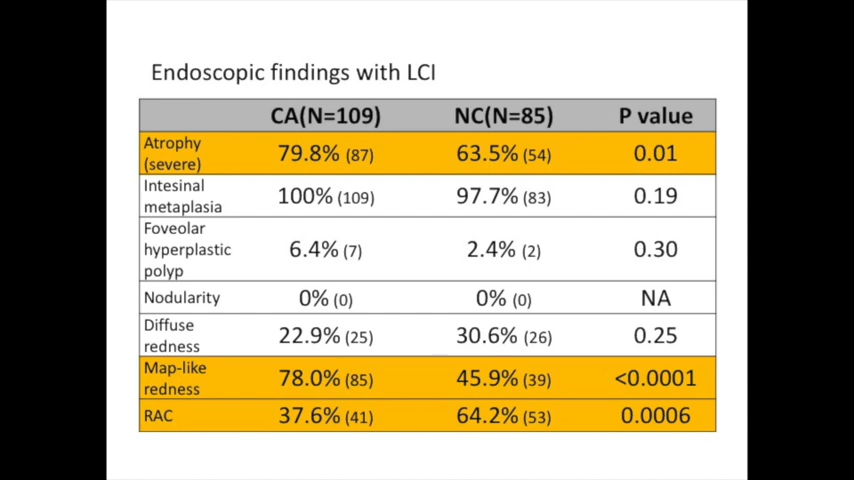 Endoscopic findings with LCI
CA(N=109) NC(N=85) P value
Atrophy
(severe) 79.8% (87) 63.5% (54) 0.01
Intesinal
metaplasia 100% (109) 97.7% (83) 0.19
Foveolar
hyperplastic 6.4% (7) 2.4% (2) 0.30
polyp
Nodularity 0% (0) 0% (0) NA
Diffuse
redness 22.9% (25) 30.6% (26) 0.25
Map-like
redness 78.0% (85) 45.9% (39) <0.0001
RAC 37.6% (41) 64.2% (53) 0.0006